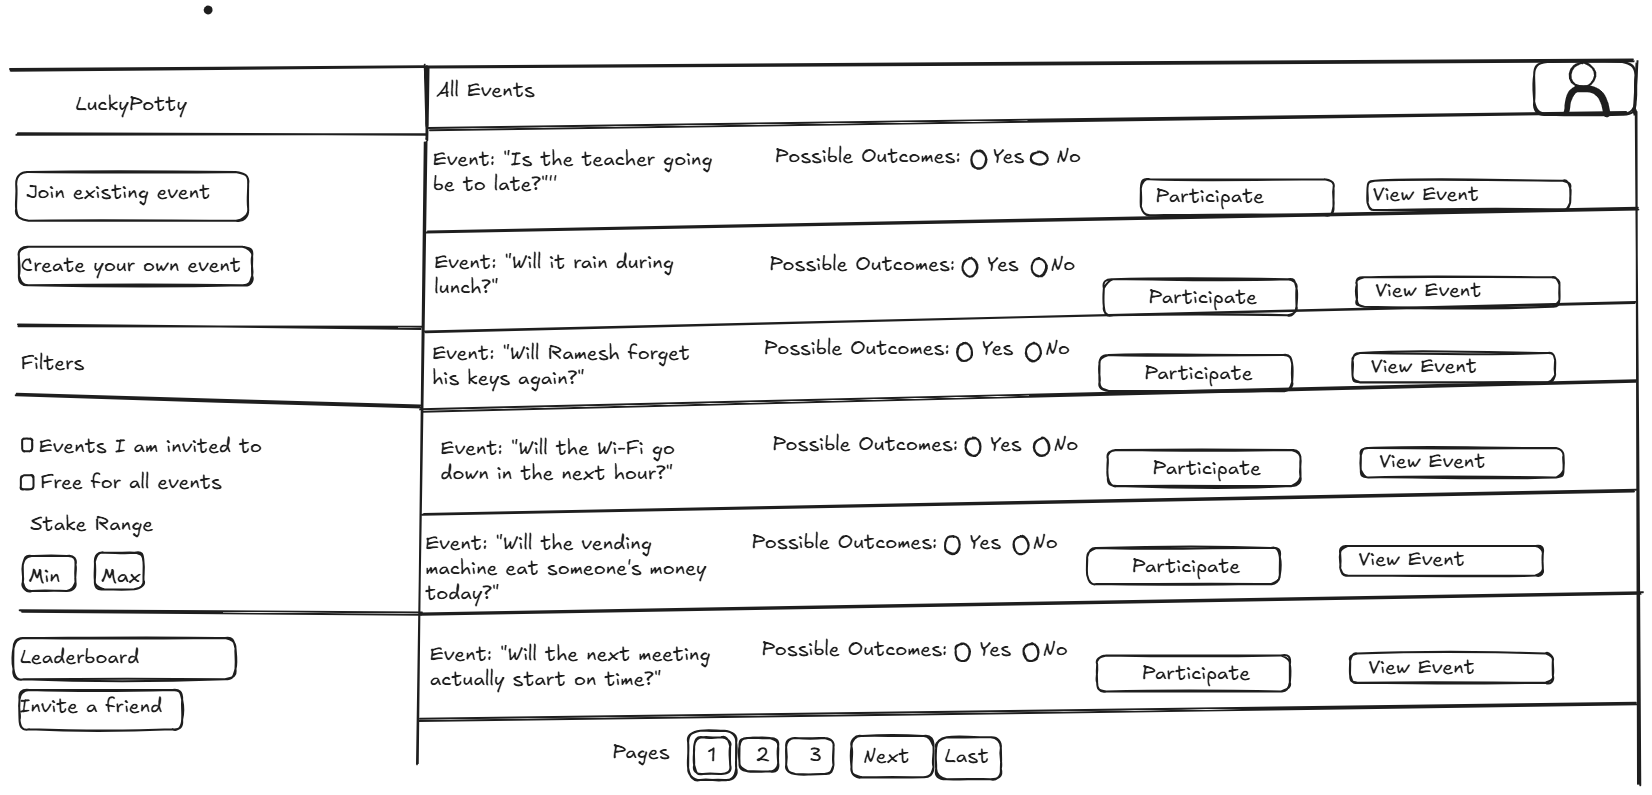 LuckyPotty
Join existing event
Create your own event
Filters
Events I am invited to
Free for all events
Stake Range
Min Max
Leaderboard
Invite a friend
All Events
Event: "Is the teacher going
be to late?""
Possible Outcomes: Yes No
Participate View Event
Event: "Will it rain during
lunch?"
Possible Outcomes: Yes No
Participate View Event
Event: "Will Ramesh forget
his keys again?"
Possible Outcomes: Yes No
Participate View Event
Event: "Will the Wi-Fi go
down in the next hour?"
Possible Outcomes: Yes No
Participate View Event
Event: "Will the vending
machine eat someone's money
today?"
Possible Outcomes: Yes No
Participate View Event
Event: "Will the next meeting
actually start on time?"
Possible Outcomes: Yes No
Participate View Event
Pages 1 2 3 Next Last